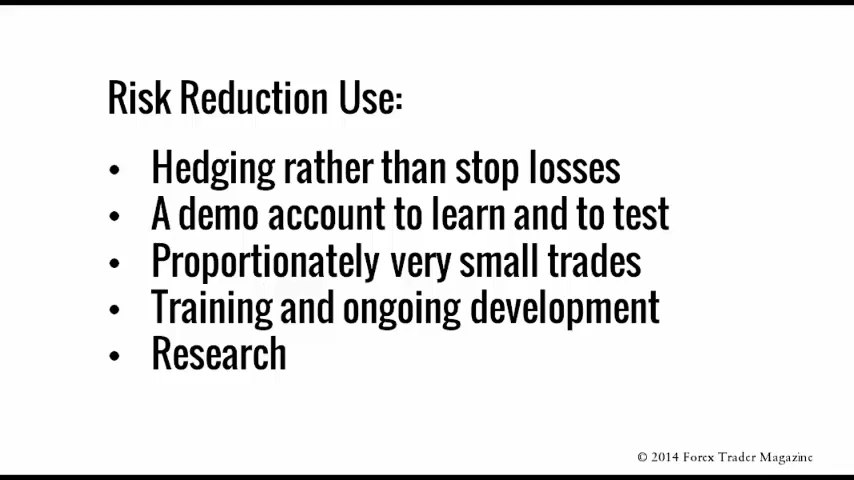 Risk Reduction Use:
• Hedging rather than stop losses
• A demo account to learn and to test
• Proportionately very small trades
• Training and ongoing development
• Research
© 2014 Forex Trader Magazine